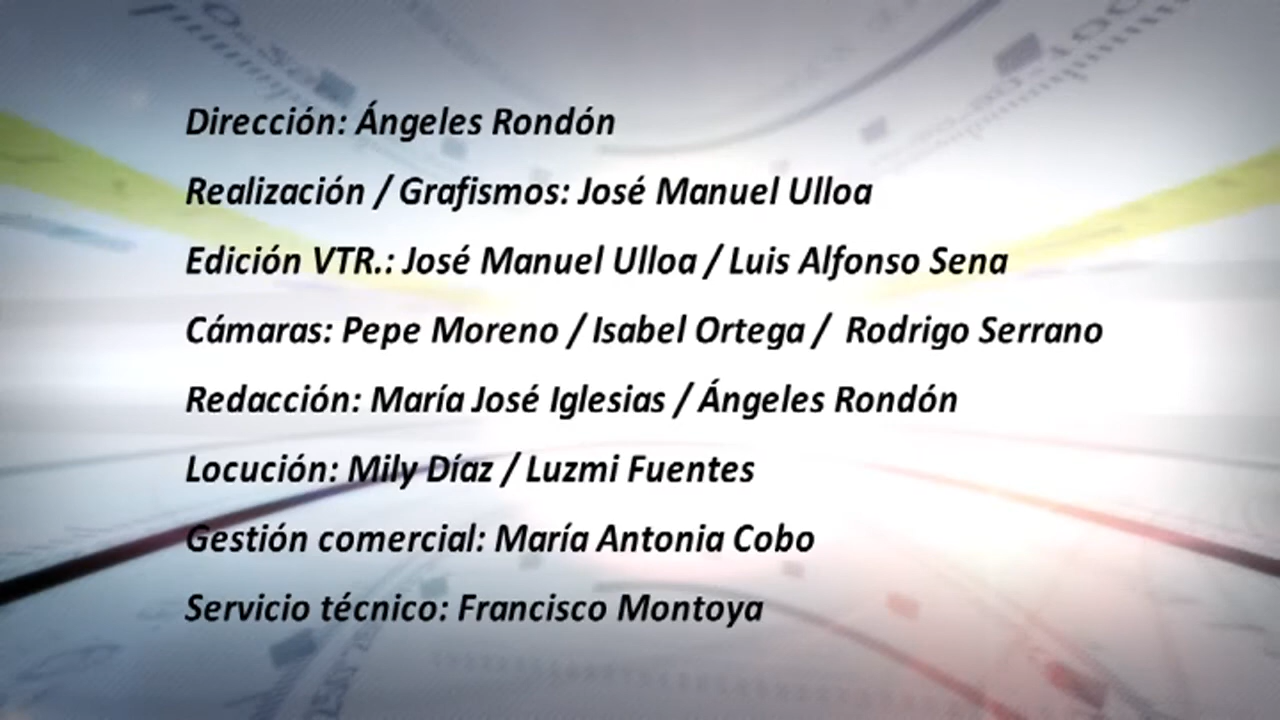 Dirección: Ángeles Rondón
Realización / Grafismos: José Manuel Ulloa
Edición VTR.: José Manuel Ulloa / Luis Alfonso Sena
Cámaras: Pepe Moreno / Isabel Ortega / Rodrigo Serrano
Redacción: María José Iglesias / Ángeles Rondón
Locución: Mily Díaz / Luzmi Fuentes
Gestión comercial: María Antonia Cobo
Servicio técnico: Francisco Montoya